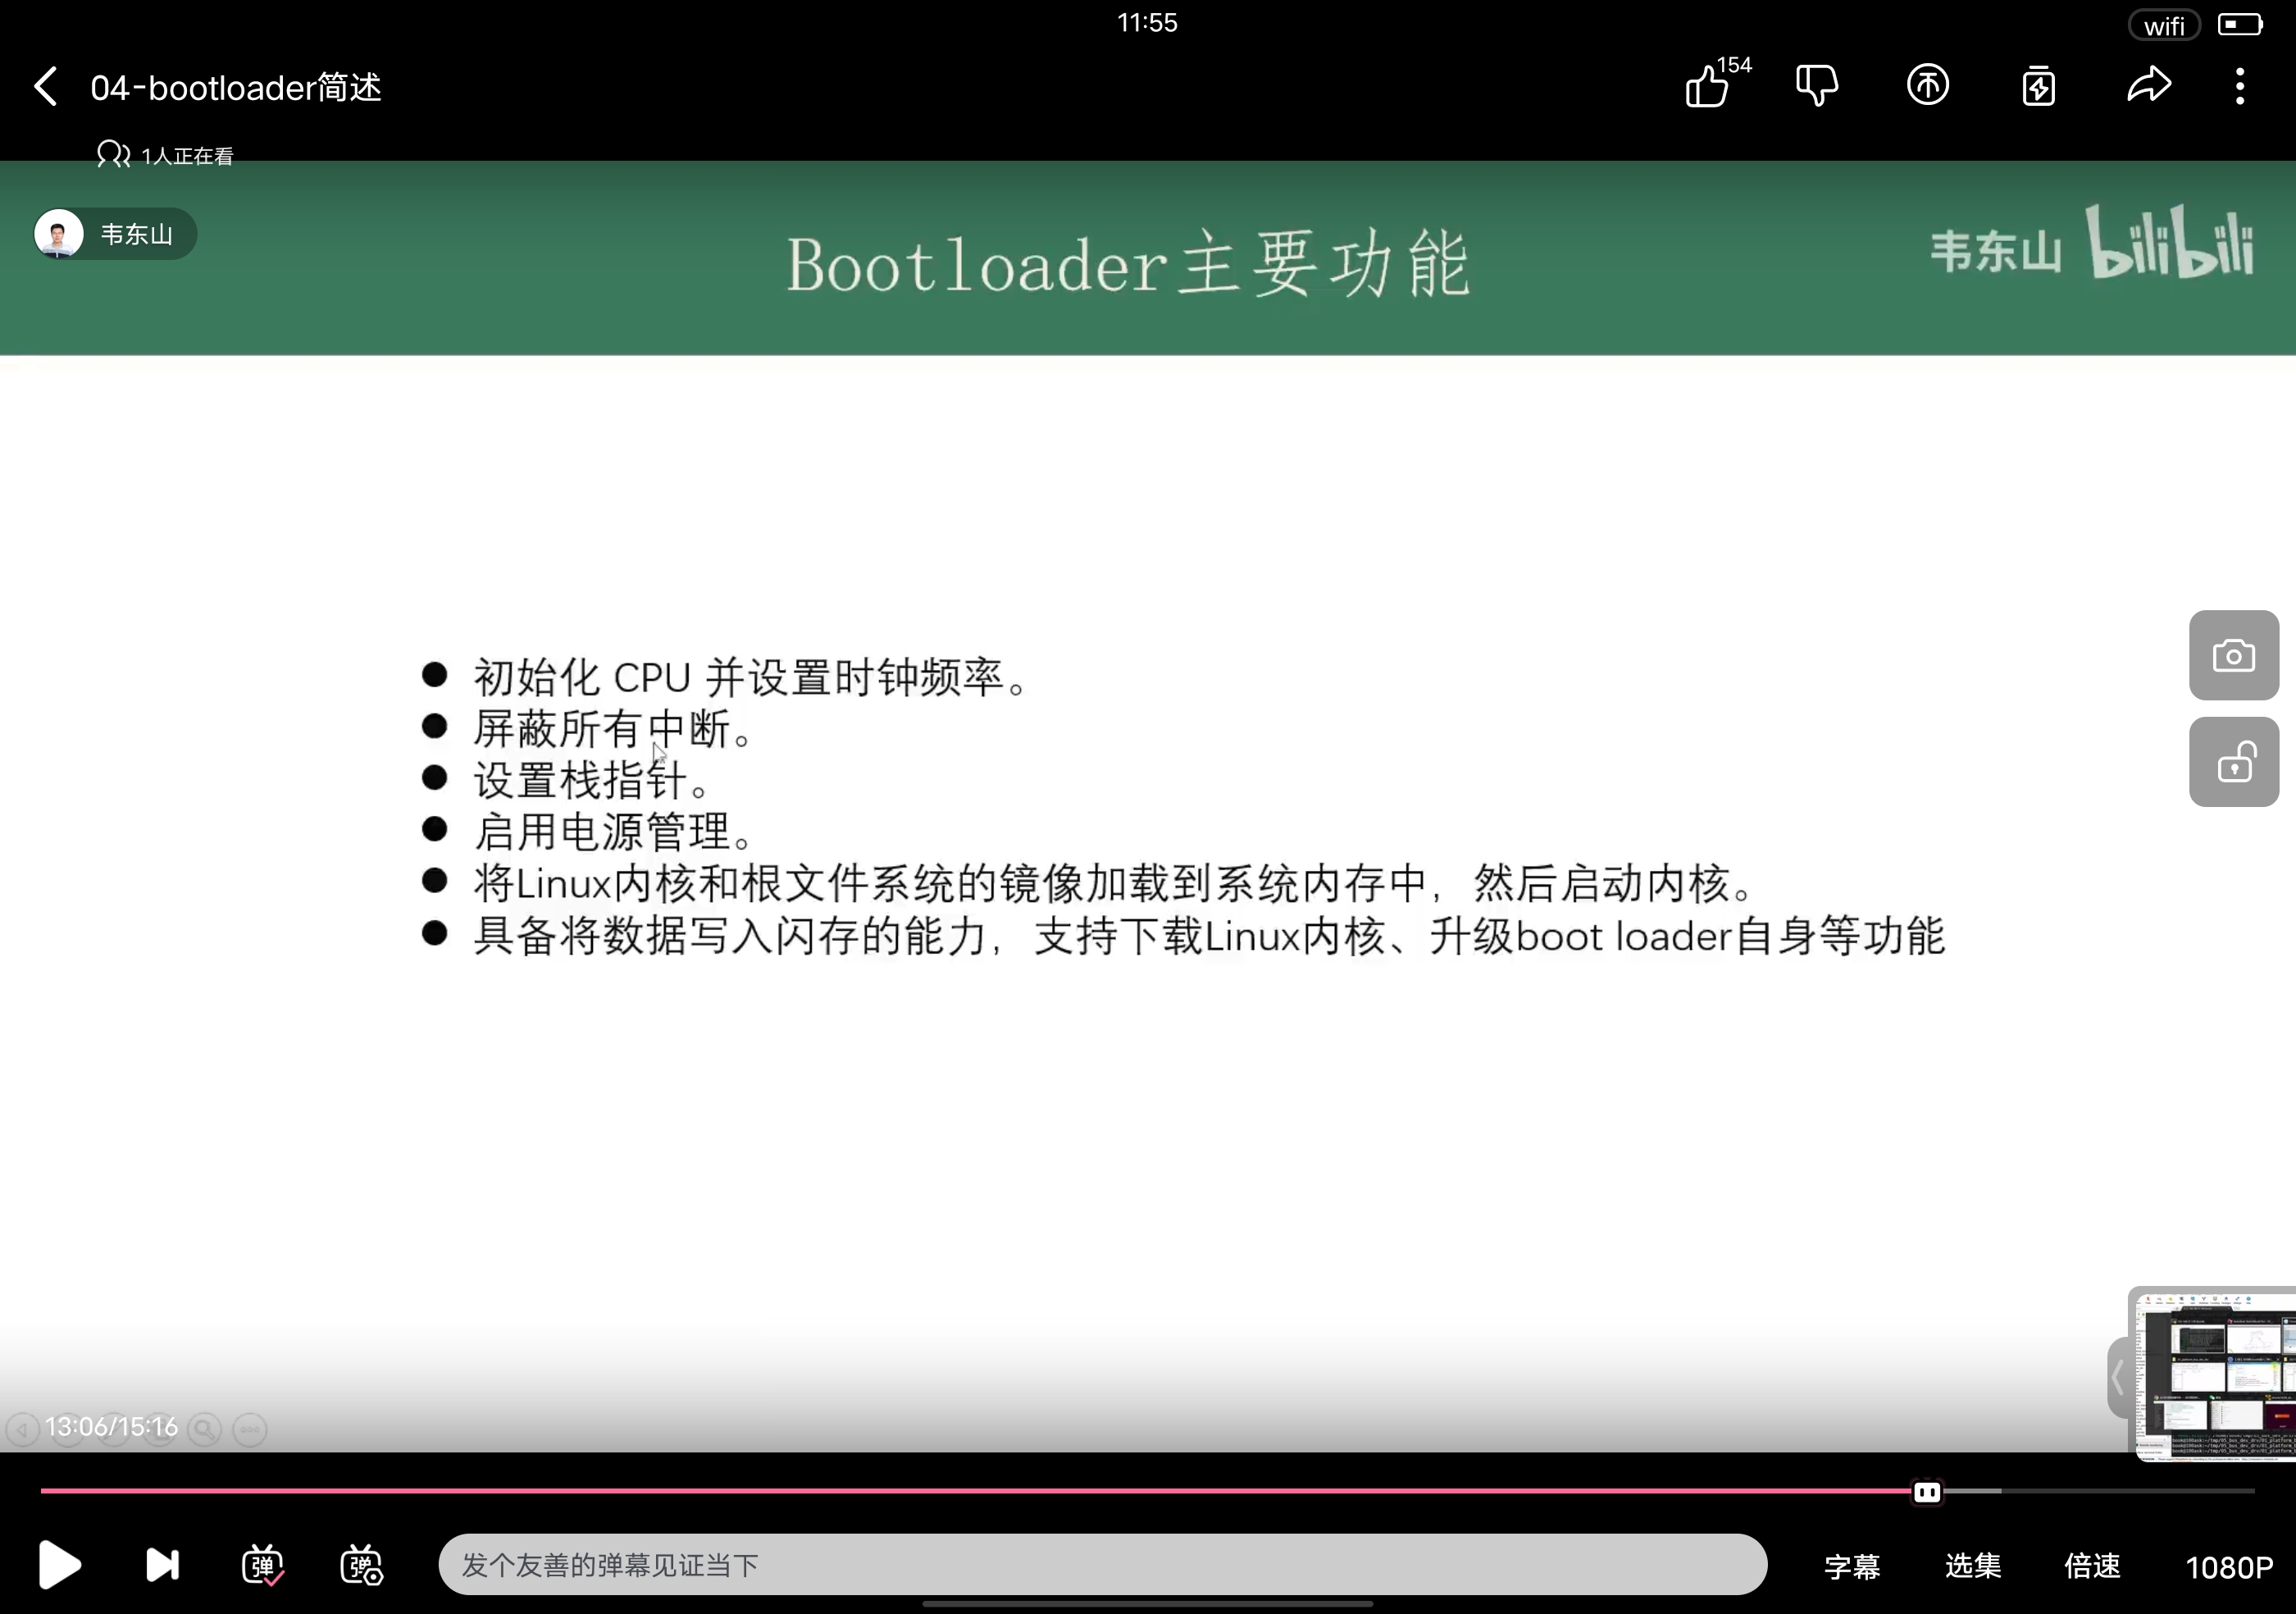 11:55
wifi
04-bootloader简述
154
1人正在看
韦东山
Bootloader主要功能
韦东山 bilibili
初始化 CPU 并设置时钟频率。
屏蔽所有中断。
设置栈指针。
启用电源管理。
将Linux内核和根文件系统的镜像加载到系统内存中，然后启动内核。
具备将数据写入闪存的能力，支持下载Linux内核、升级boot loader自身等功能
13:06/15:16
弹
弹
发个友善的弹幕见证当下
字幕
选集
倍速
1080P